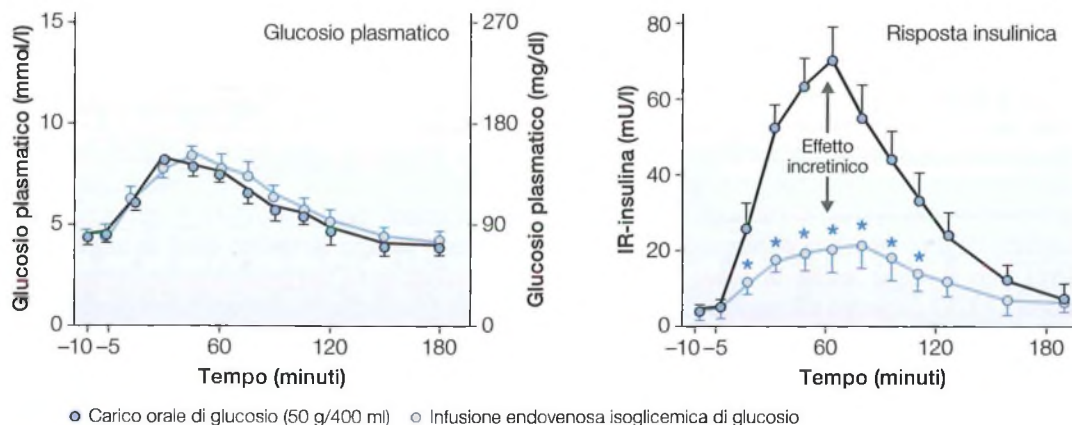 Glucosio plasmatico
Glucosio plasmatico (mmol/l)
15
10
5
0
Glucosio plasmatico (mg/dl)
270
180
90
0
–10 –5 60 120 180
Tempo (minuti)
Risposta insulinica
IR-insulina (mU/l)
80
60
40
20
0
Effetto
incretinico
* * * * * * *
–10 –5 60 120 180
Tempo (minuti)
Carico orale di glucosio (50 g/400 ml) Infusione endovenosa isoglicemica di glucosio